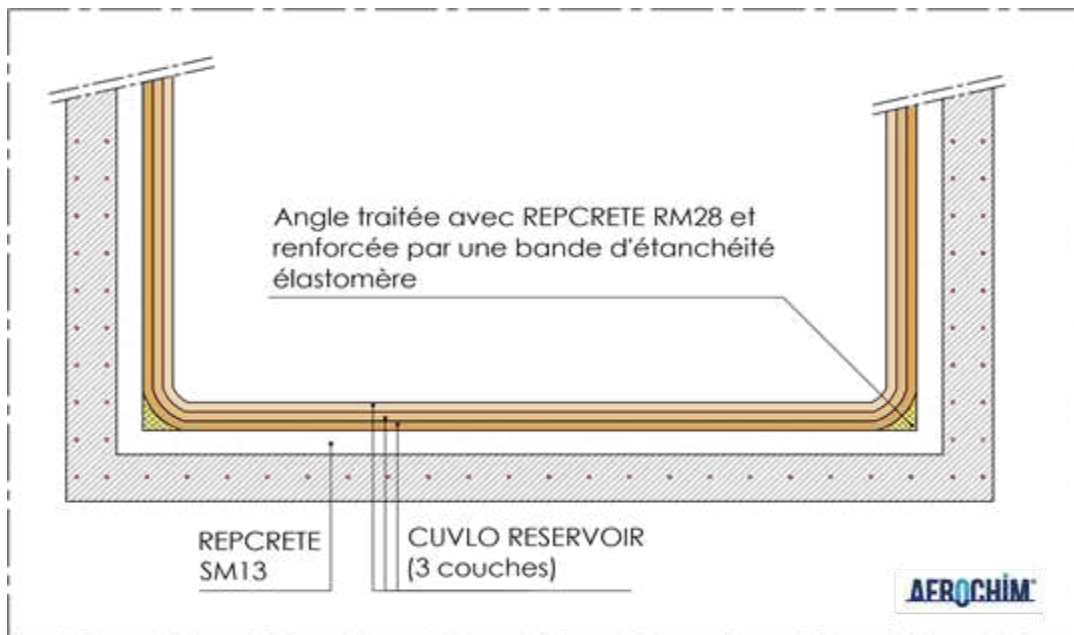 Angle traitée avec REPCRETE RM28 et
renforcée par une bande d'étanchéité
élastomère
REPCRETE
SM13
CUVLO RESERVOIR
(3 couches)
AEROCHIM